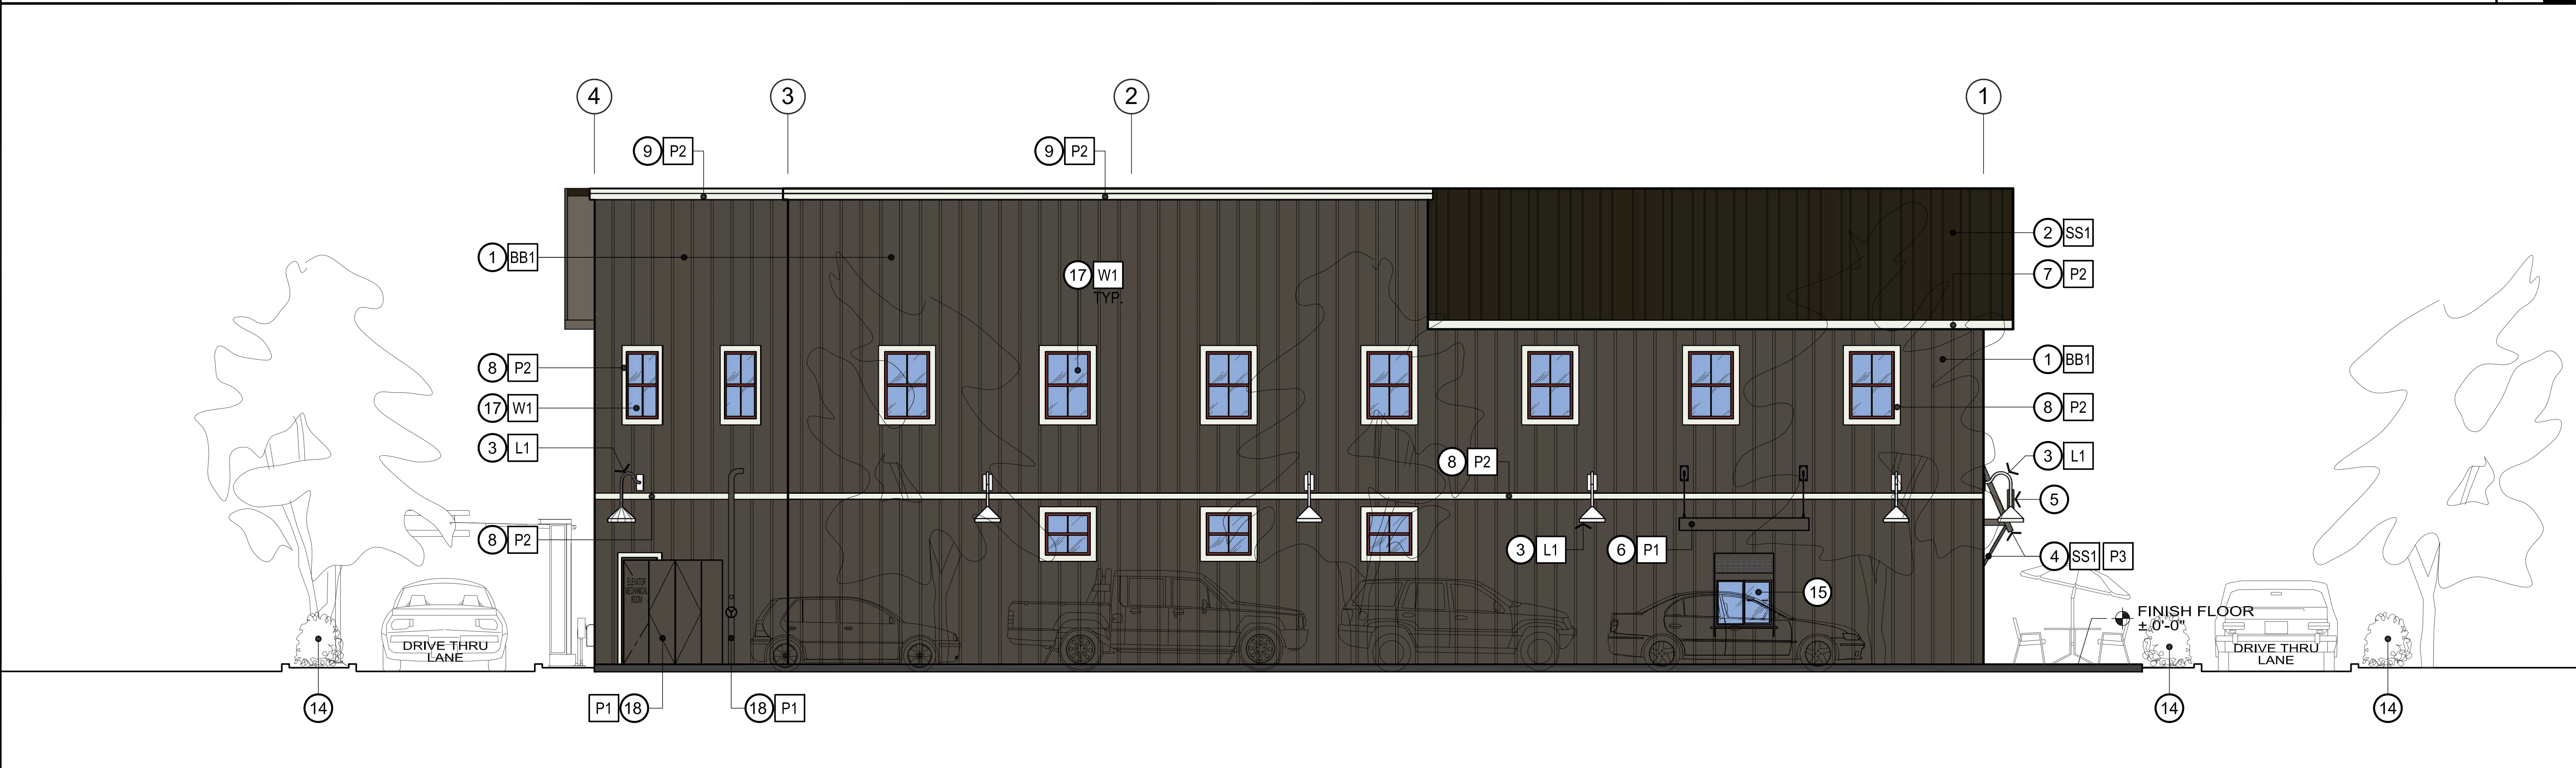 4
3
2
1
9 P2
9 P2
2 SS1
1 BB1
17 W1
TYP.
7 P2
8 P2
1 BB1
17 W1
8 P2
3 L1
8 P2
3 L1
5
8 P2
3 L1
6 P1
4 SS1 P3
ELEVATOR
MECHANICAL
ROOM
15
FINISH FLOOR
± 0'-0"
DRIVE THRU
LANE
DRIVE THRU
LANE
14
P1 18
18 P1
14
14